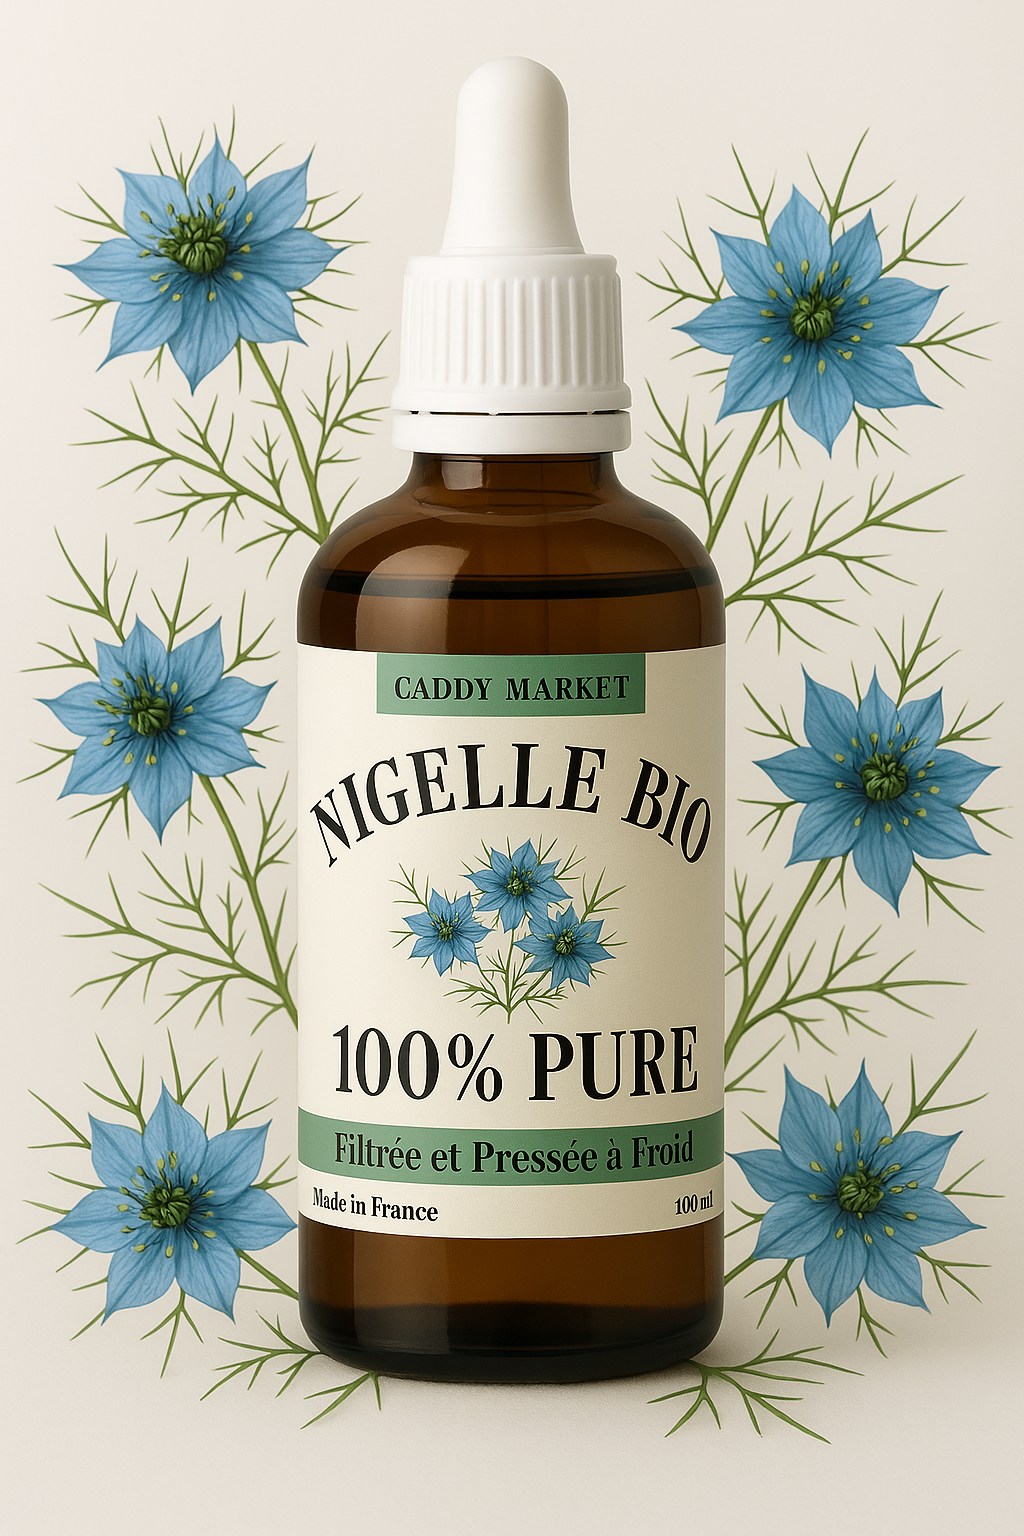 CADDY MARKET
NIGELLE BIO
100% PURE
Filtrée et Pressée à Froid
Made in France
100 ml